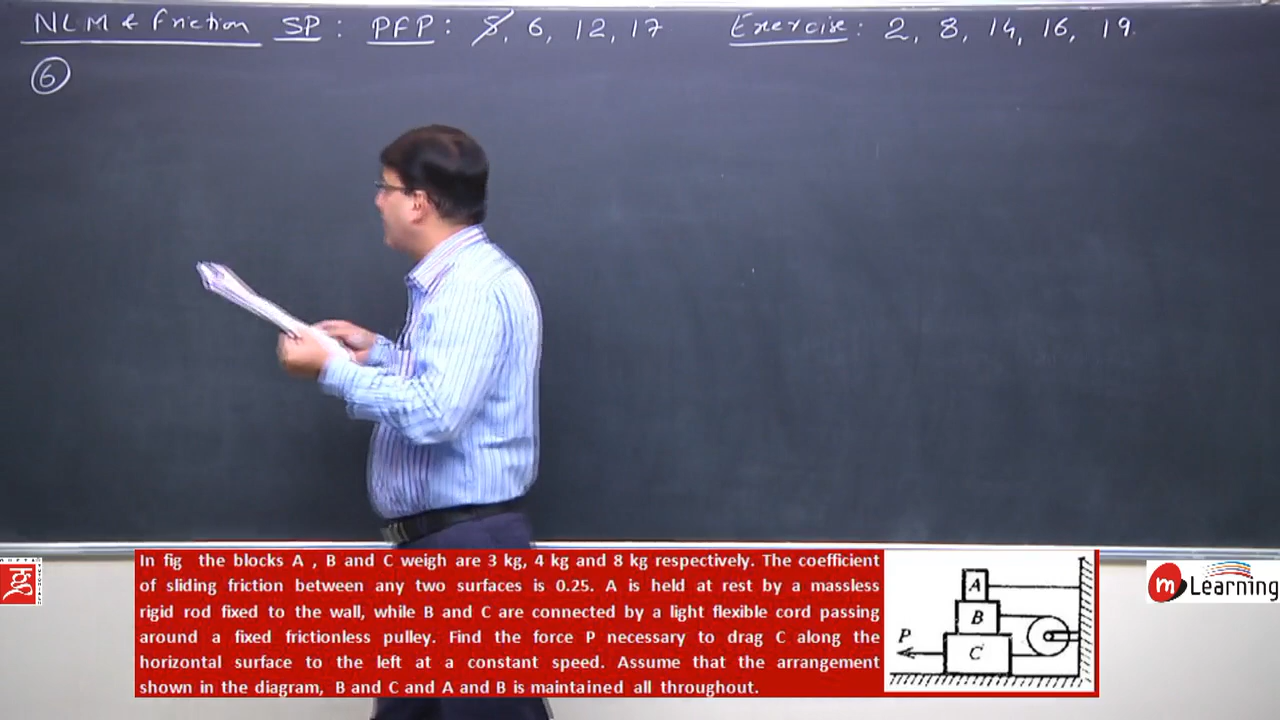 NLM & Friction SP : PFP : 5, 6, 12, 17 Exercise : 2, 8, 14, 16, 19
6
In fig the blocks A , B and C weigh are 3 kg, 4 kg and 8 kg respectively. The coefficient
of sliding friction between any two surfaces is 0.25. A is held at rest by a massless
rigid rod fixed to the wall, while B and C are connected by a light flexible cord passing
around a fixed frictionless pulley. Find the force P necessary to drag C along the
horizontal surface to the left at a constant speed. Assume that the arrangement
shown in the diagram, B and C and A and B is maintained all throughout.
A
B
P
C
m Learning